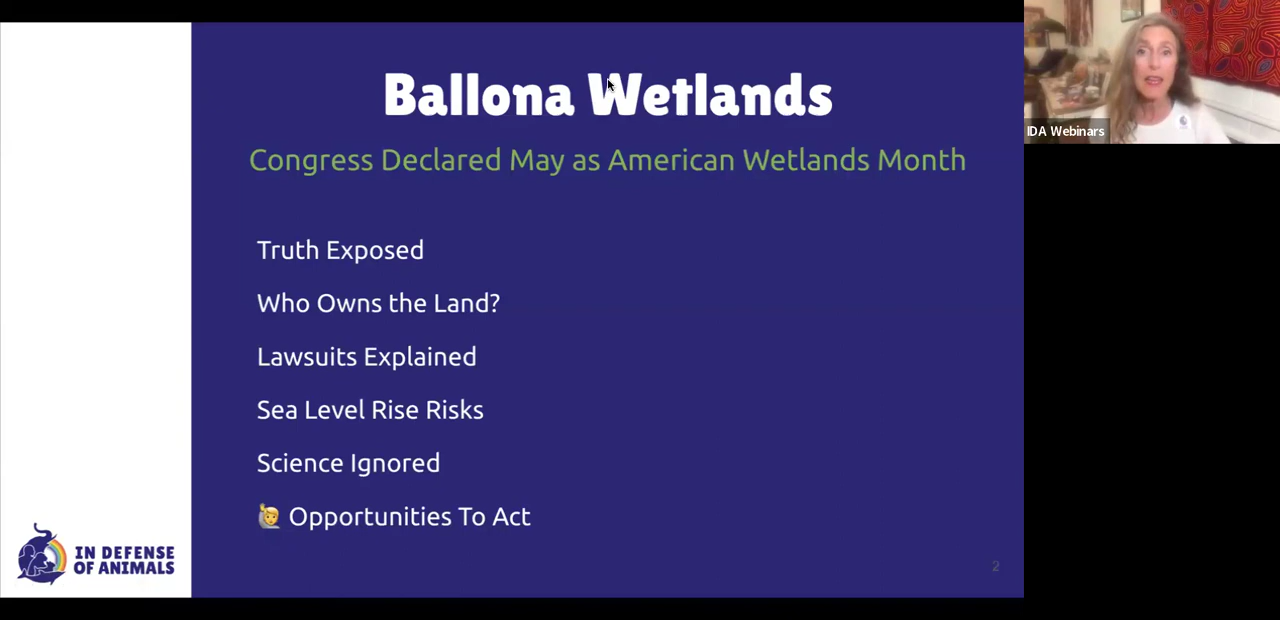 Ballona Wetlands
Congress Declared May as American Wetlands Month
Truth Exposed
Who Owns the Land?
Lawsuits Explained
Sea Level Rise Risks
Science Ignored
🙋 Opportunities To Act
IN DEFENSE
OF ANIMALS
2
IDA Webinars